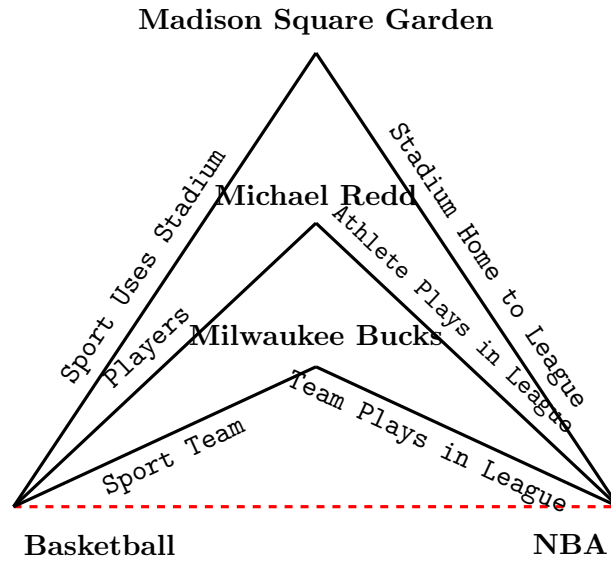 Madison Square Garden
Sport Uses Stadium
Stadium Home to League
Michael Redd
Players
Athlete Plays in League
Milwaukee Bucks
Sport Team
Team Plays in League
Basketball
NBA